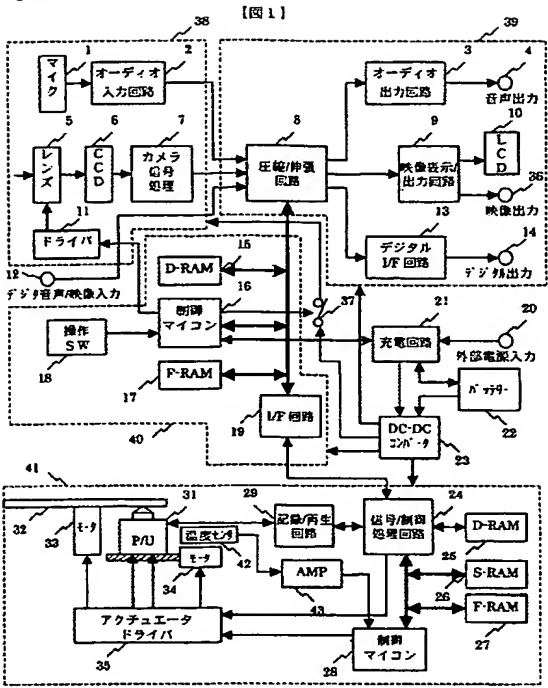 【図1】
38
39
1
2
3
4
マイク
オーディオ
入力回路
オーディオ
出力回路
音声出力
5
6
7
8
9
10
レンズ
CCD
カメラ
信号
処理
圧縮/伸張
回路
映像表示/
出力回路
LCD
36
映像出力
11
13
14
ドライバ
デジタル
I/F回路
デジタル出力
12
デジタ音声/映像入力
15
D-RAM
16
37
制御
マイコン
21
20
操作
SW
18
充電回路
外部電源入力
17
F-RAM
バッテリー
22
19
I/F回路
DC-DC
コンバータ
23
40
41
31
29
24
32
33
モータ
P/U
温度センサ
42
記録/再生
回路
信号/制御
処理回路
D-RAM
25
モータ
34
AMP
43
S-RAM
26
F-RAM
27
アクチュエータ
ドライバ
35
制御
マイコン
28